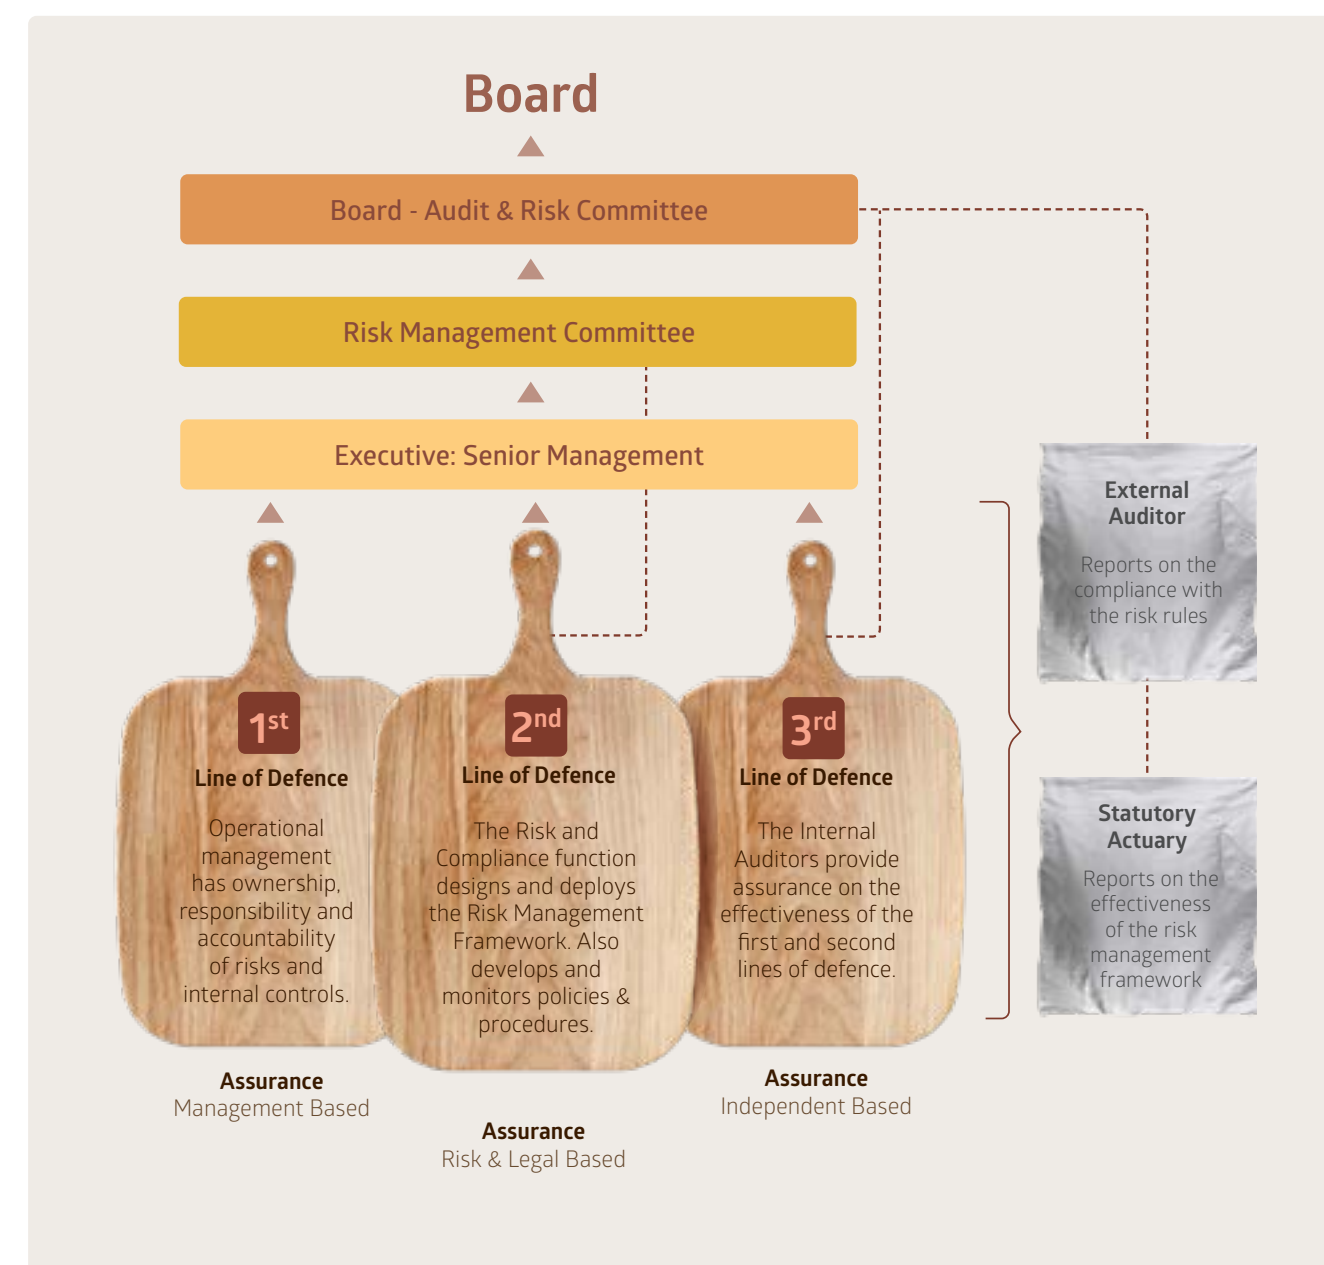 Board
Board - Audit & Risk Committee
Risk Management Committee
Executive: Senior Management
1st
Line of Defence
Operational
management
has ownership,
responsibility and
accountability
of risks and
internal controls.
Assurance
Management Based
2nd
Line of Defence
The Risk and
Compliance function
designs and deploys
the Risk Management
Framework. Also
develops and
monitors policies &
procedures.
Assurance
Risk & Legal Based
3rd
Line of Defence
The Internal
Auditors provide
assurance on the
effectiveness of the
first and second
lines of defence.
Assurance
Independent Based
External
Auditor
Reports on the
compliance with
the risk rules
Statutory
Actuary
Reports on the
effectiveness
of the risk
management
framework